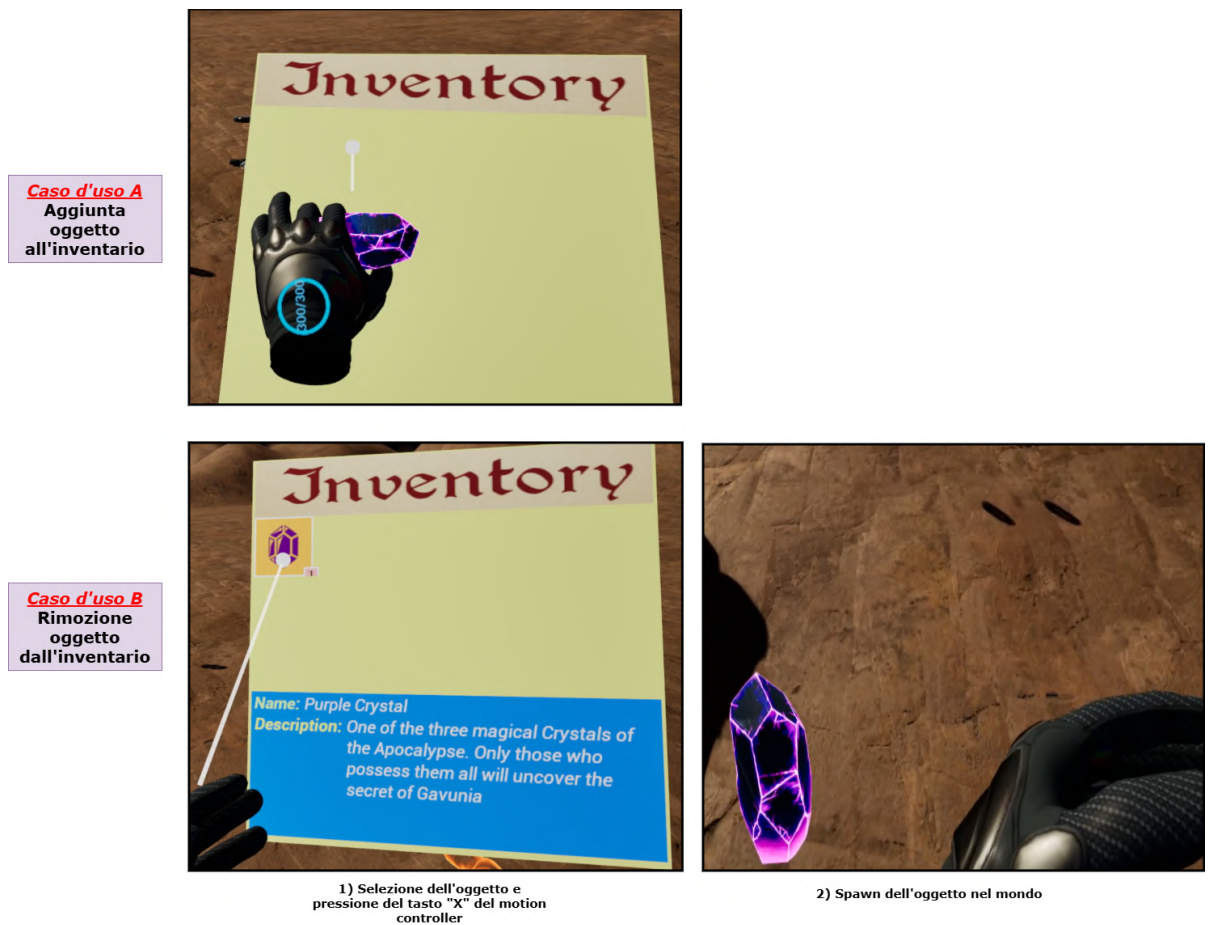 Inventory
Caso d'uso A
Aggiunta
oggetto
all'inventario
300/300
Inventory
1
Caso d'uso B
Rimozione
oggetto
dall'inventario
Name: Purple Crystal
Description: One of the three magical Crystals of
the Apocalypse. Only those who
possess them all will uncover the
secret of Gavunia
1) Selezione dell'oggetto e
pressione del tasto "X" del motion
controller
2) Spawn dell'oggetto nel mondo